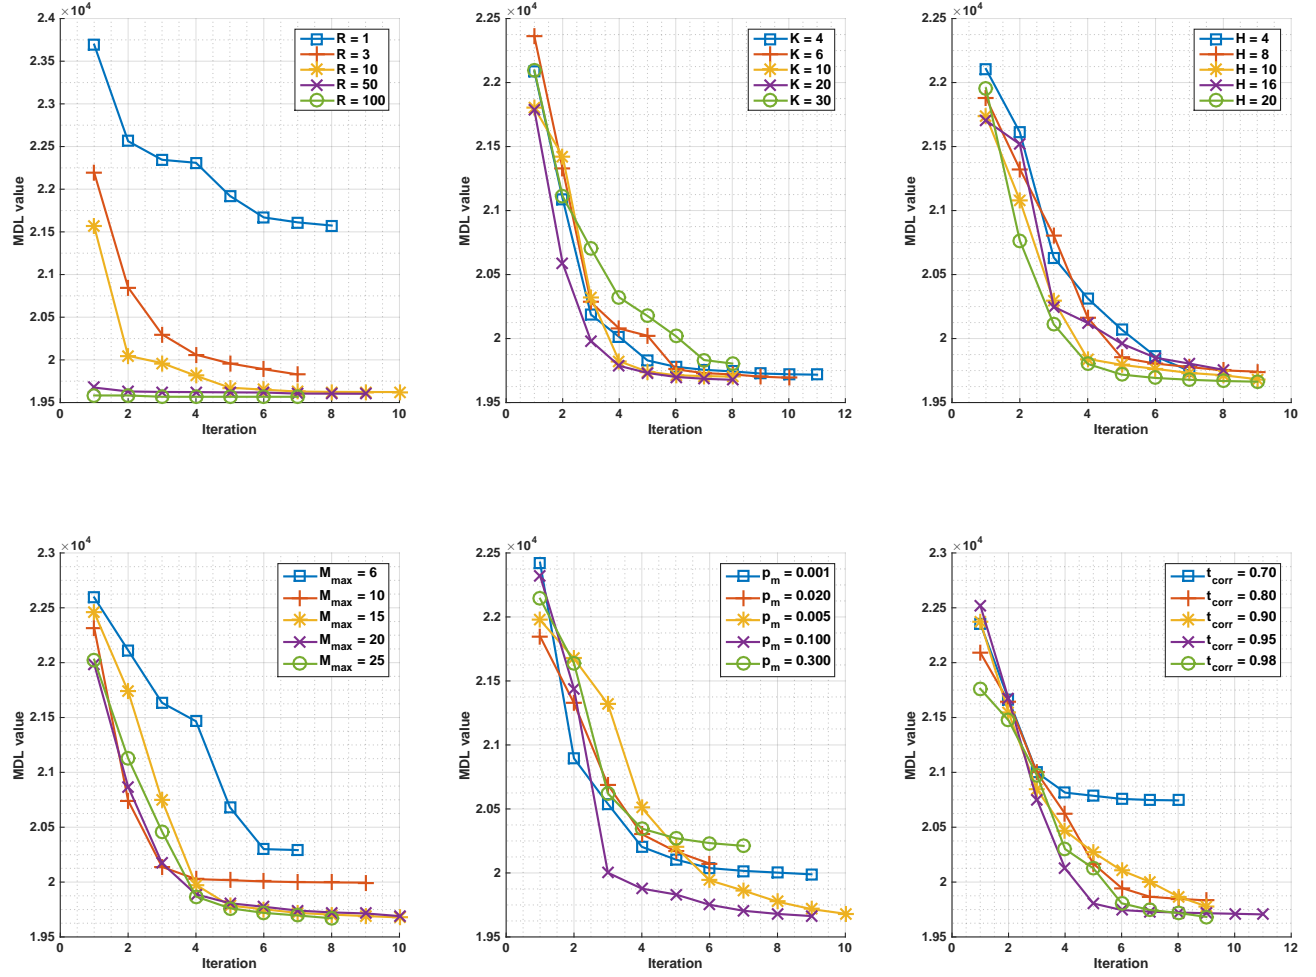 ×10⁴
2.4
2.35
2.3
2.25
2.2
2.15
2.1
2.05
2
1.95
0 2 4 6 8 10
MDL value
Iteration
R = 1
R = 3
R = 10
R = 50
R = 100
×10⁴
2.25
2.2
2.15
2.1
2.05
2
1.95
0 2 4 6 8 10 12
MDL value
Iteration
K = 4
K = 6
K = 10
K = 20
K = 30
×10⁴
2.25
2.2
2.15
2.1
2.05
2
1.95
0 2 4 6 8 10
MDL value
Iteration
H = 4
H = 8
H = 10
H = 16
H = 20
×10⁴
2.3
2.25
2.2
2.15
2.1
2.05
2
1.95
0 2 4 6 8 10
MDL value
Iteration
M_max = 6
M_max = 10
M_max = 15
M_max = 20
M_max = 25
×10⁴
2.25
2.2
2.15
2.1
2.05
2
1.95
0 2 4 6 8 10
MDL value
Iteration
p_m = 0.001
p_m = 0.020
p_m = 0.005
p_m = 0.100
p_m = 0.300
×10⁴
2.3
2.25
2.2
2.15
2.1
2.05
2
1.95
0 2 4 6 8 10 12
MDL value
Iteration
t_corr = 0.70
t_corr = 0.80
t_corr = 0.90
t_corr = 0.95
t_corr = 0.98